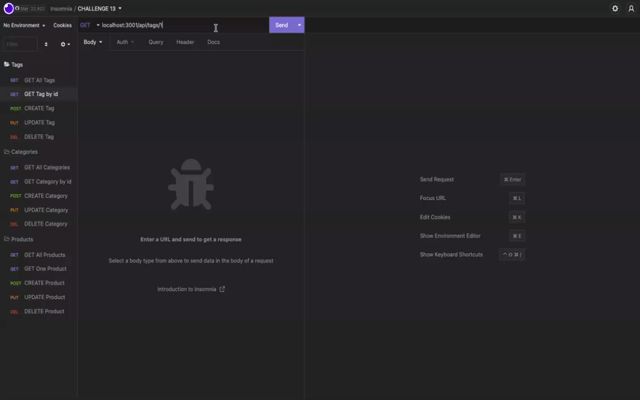 Star 22,802 insomnia / CHALLENGE 13
No Environment Cookies GET localhost:3001/api/tags/1 Send
Filter Body Auth Query Header Docs
Tags
GET GET All Tags
GET GET Tag by id
POST CREATE Tag
PUT UPDATE Tag
DEL DELETE Tag
Categories
GET GET All Categories
GET GET Category by id
POST CREATE Category
PUT UPDATE Category
DEL DELETE Category
Products
GET GET All Products
GET GET One Product
POST CREATE Product
PUT UPDATE Product
DEL DELETE Product
Enter a URL and send to get a response
Select a body type from above to send data in the body of a request
Introduction to Insomnia
Send Request ⌘ Enter
Focus URL ⌘ L
Edit Cookies ⌘ K
Show Environment Editor ⌘ E
Show Keyboard Shortcuts